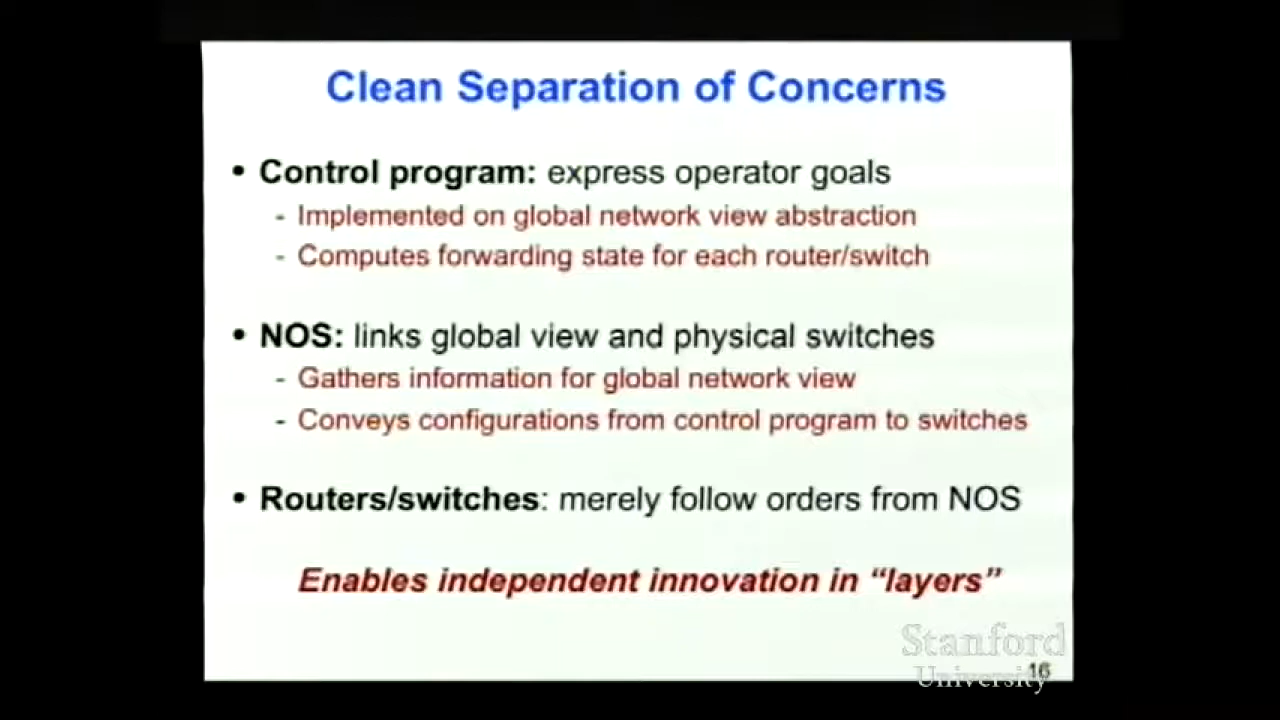 Clean Separation of Concerns
• Control program: express operator goals
- Implemented on global network view abstraction
- Computes forwarding state for each router/switch
• NOS: links global view and physical switches
- Gathers information for global network view
- Conveys configurations from control program to switches
• Routers/switches: merely follow orders from NOS
Enables independent innovation in “layers”
Stanford
University
16